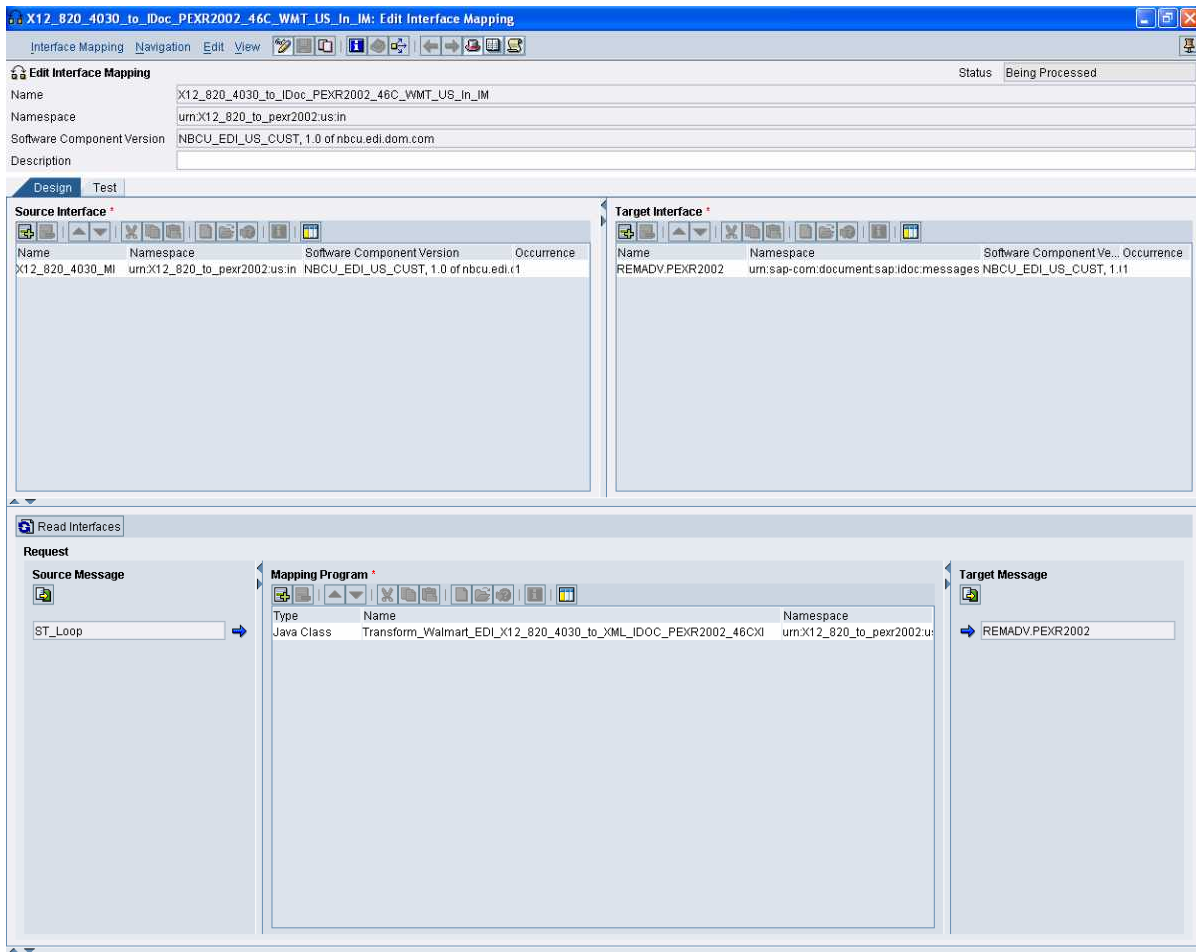 X12_820_4030_to_IDoc_PEXR2002_46C_WMT_US_In_IM: Edit Interface Mapping
Interface Mapping Navigation Edit View
Edit Interface Mapping Status Being Processed
Name X12_820_4030_to_IDoc_PEXR2002_46C_WMT_US_In_IM
Namespace urn:X12_820_to_pexr2002:us:in
Software Component Version NBCU_EDI_US_CUST, 1.0 of nbcu.edi.dom.com
Description
Design Test
Source Interface *
Name Namespace Software Component Version Occurrence
X12_820_4030_MI urn:X12_820_to_pexr2002:us:in NBCU_EDI_US_CUST, 1.0 of nbcu.edi.c 1
Target Interface *
Name Namespace Software Component Ve... Occurrence
REMADV.PEXR2002 urn:sap-com:document:sap:idoc:messages NBCU_EDI_US_CUST, 1.0 1
Read Interfaces
Request
Source Message
ST_Loop
Mapping Program *
Type Name Namespace
Java Class Transform_Walmart_EDI_X12_820_4030_to_XML_IDOC_PEXR2002_46CXI urn:X12_820_to_pexr2002:u
Target Message
REMADV.PEXR2002